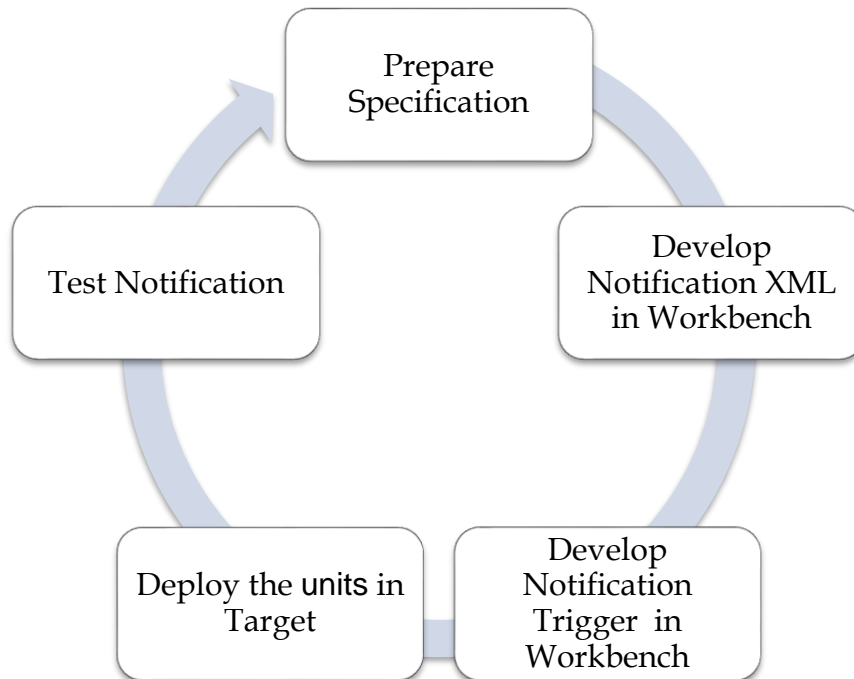 Prepare
Specification
Develop
Notification XML
in Workbench
Develop
Notification
Trigger  in
Workbench
Deploy the units in
Target
Test Notification